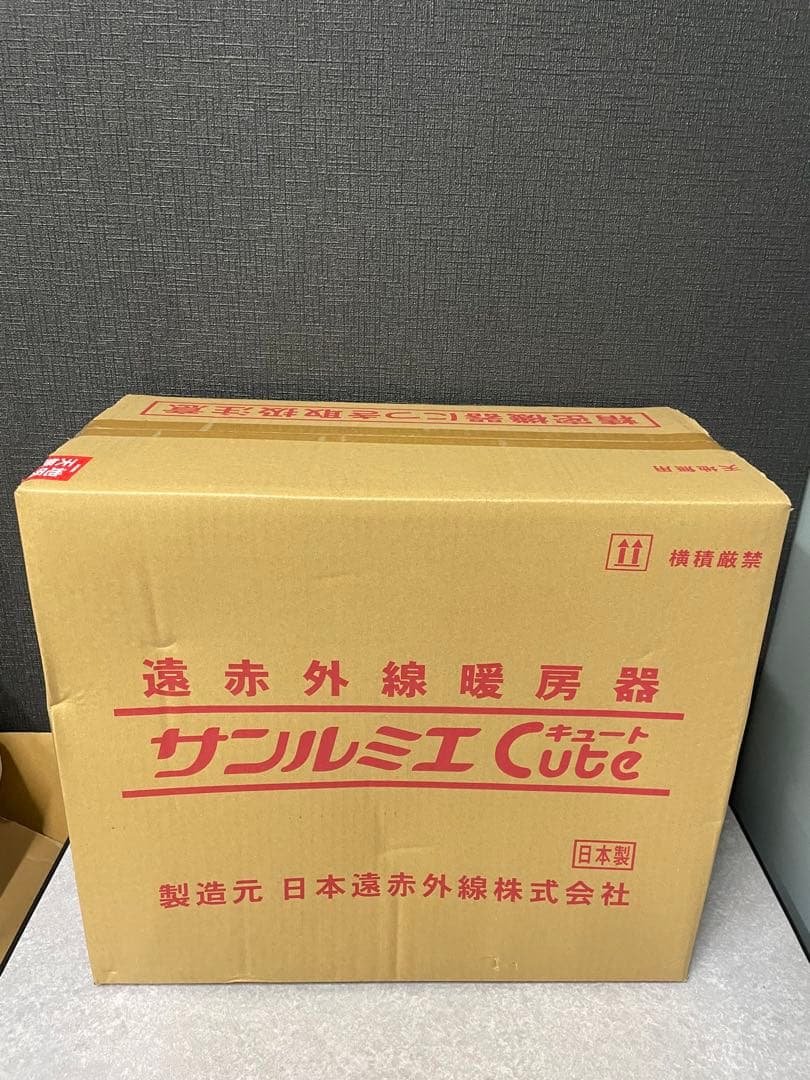 精密機器につき取扱注意
天地無用
横積厳禁
遠赤外線暖房器
サンルミエ Cute
キュート
日本製
製造元 日本遠赤外線株式会社